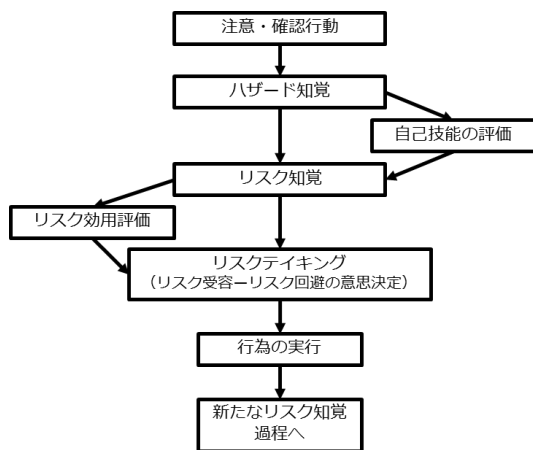 注意・確認行動
ハザード知覚
自己技能の評価
リスク知覚
リスク効用評価
リスクテイキング
（リスク受容ーリスク回避の意思決定）
行為の実行
新たなリスク知覚
過程へ